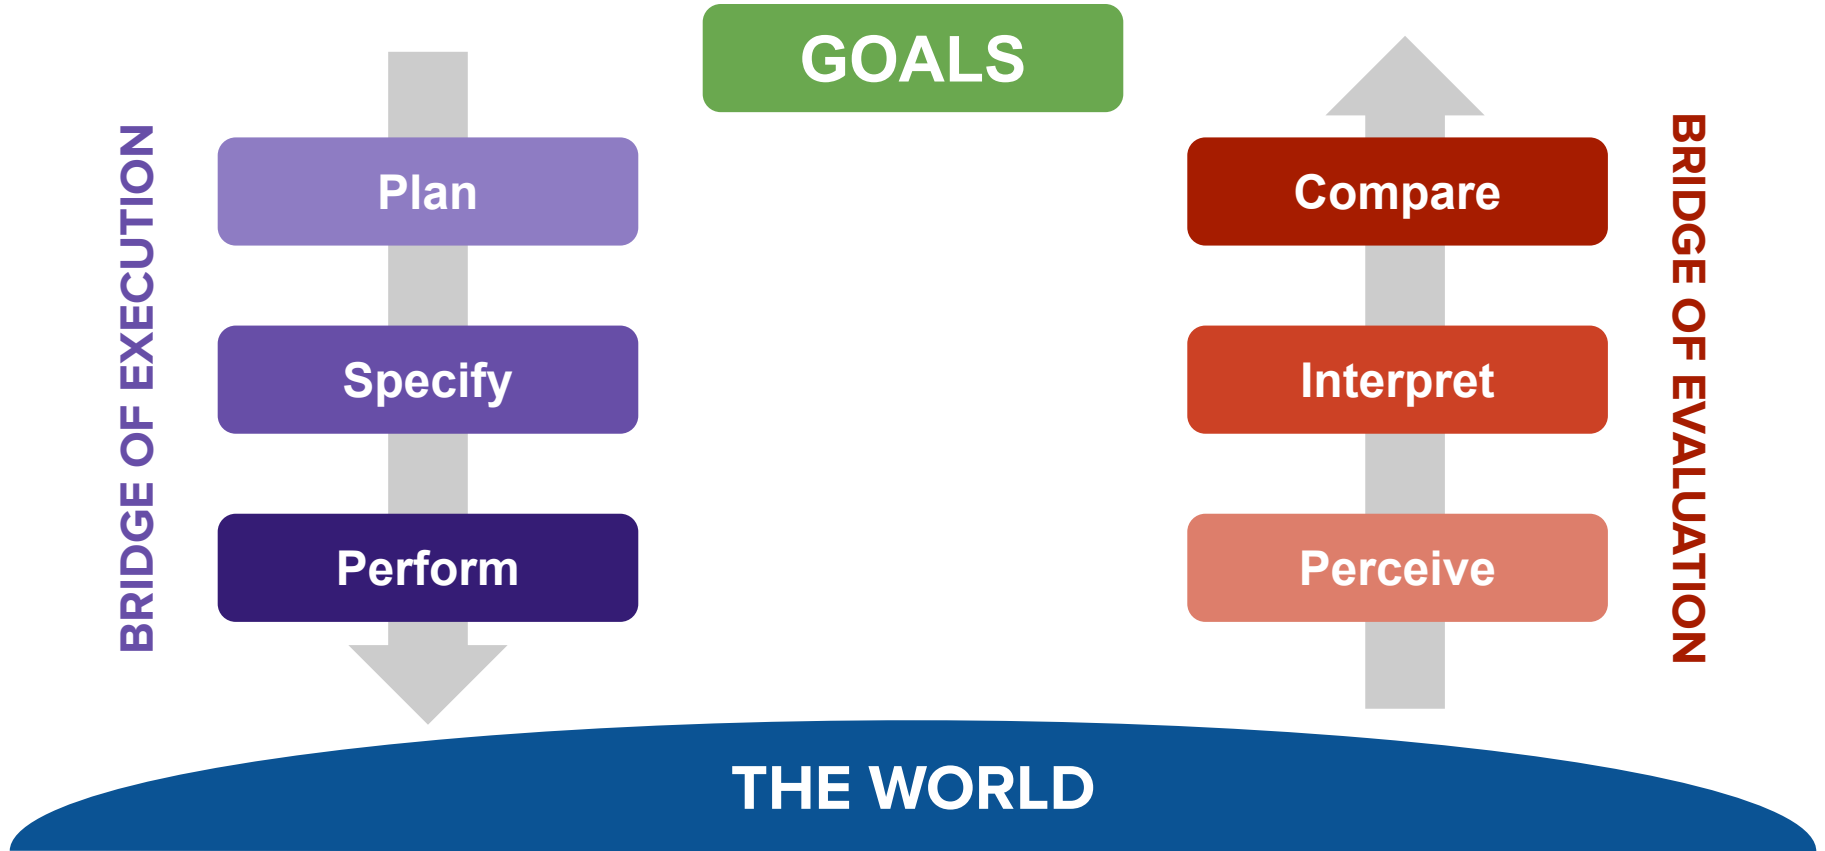 GOALS
BRIDGE OF EXECUTION
Plan
Specify
Perform
Compare
Interpret
Perceive
BRIDGE OF EVALUATION
THE WORLD